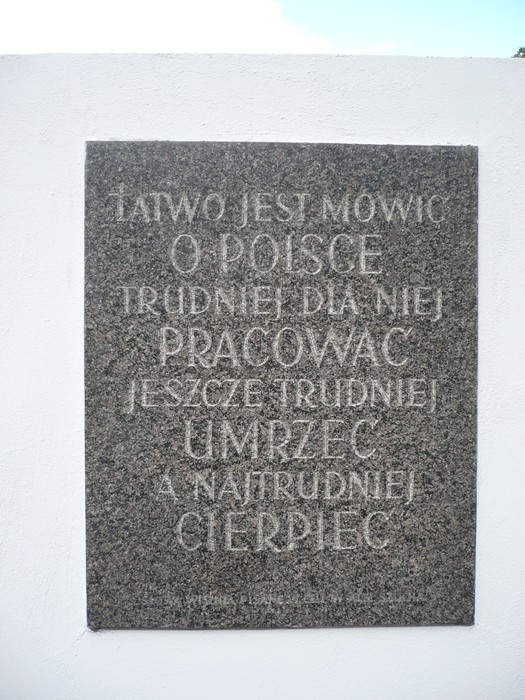 ŁATWO JEST MÓWIĆ
O POLSCE
TRUDNIEJ DLA NIEJ
PRACOWAĆ
JESZCZE TRUDNIEJ
UMRZEĆ
A NAJTRUDNIEJ
CIERPIEĆ